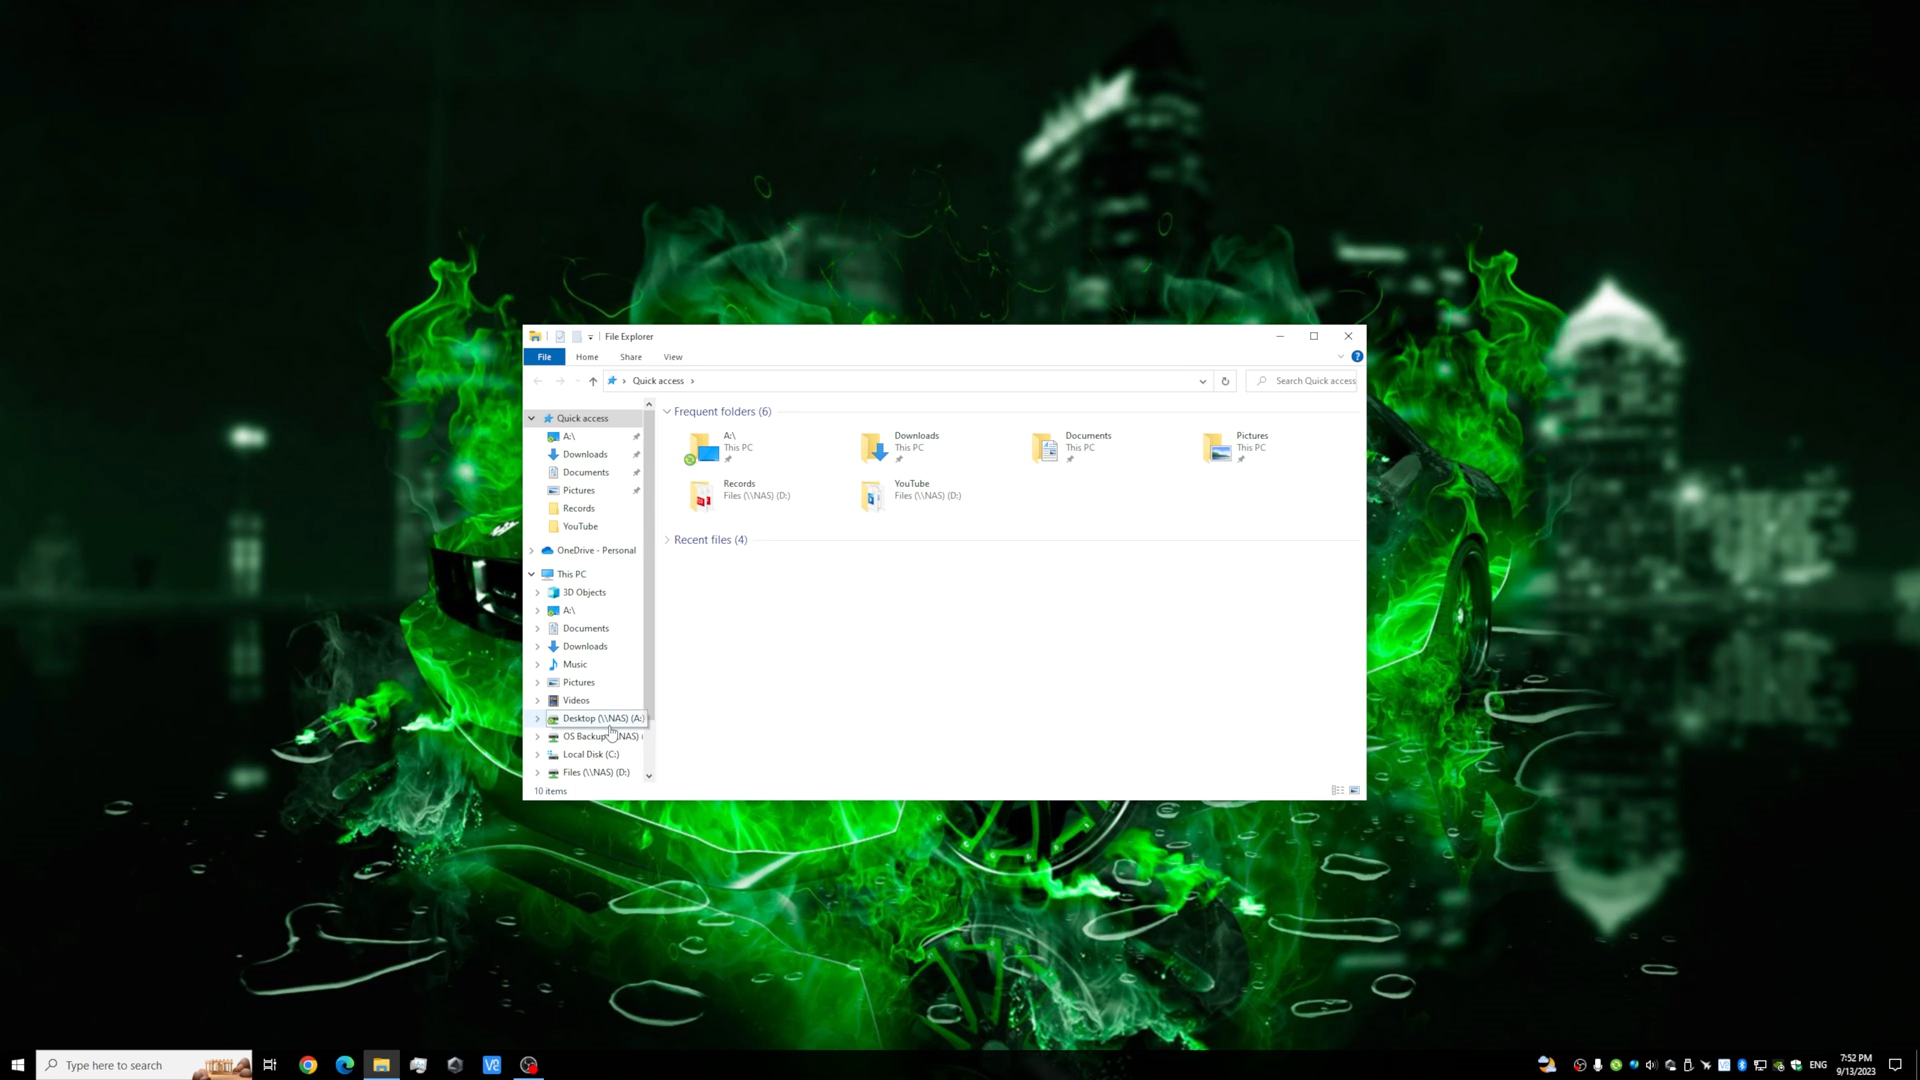 File Explorer
File Home Share View
Quick access
Search Quick access
Quick access
A:\
Downloads
Documents
Pictures
Records
YouTube
OneDrive - Personal
This PC
3D Objects
A:\
Documents
Downloads
Music
Pictures
Videos
Desktop (\\NAS) (A:)
OS Backup
NAS) (
Local Disk (C:)
Files (\\NAS) (D:)
10 items
Frequent folders (6)
A:\
This PC
Downloads
This PC
Documents
This PC
Pictures
This PC
Records
Files (\\NAS) (D:)
YouTube
Files (\\NAS) (D:)
Recent files (4)
Type here to search
ENG
7:52 PM
9/13/2023